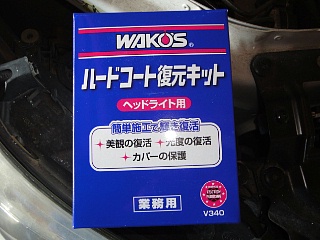 WAKO'S®
ハードコート復元キット
ヘッドライト用
簡単施工で輝き復活
✦美観の復活 ✦光度の復活
✦カバーの保護
業務用
V340